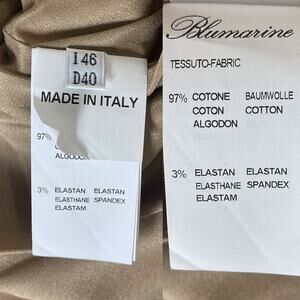 I 46
D40
MADE IN ITALY
97%
ALGODON
3% ELASTAN ELASTAN
ELASTHANE SPANDEX
ELASTAM
Blumarine
TESSUTO-FABRIC
97% COTONE BAUMWOLLE
COTON COTTON
ALGODON
3% ELASTAN ELASTAN
ELASTHANE SPANDEX
ELASTAM